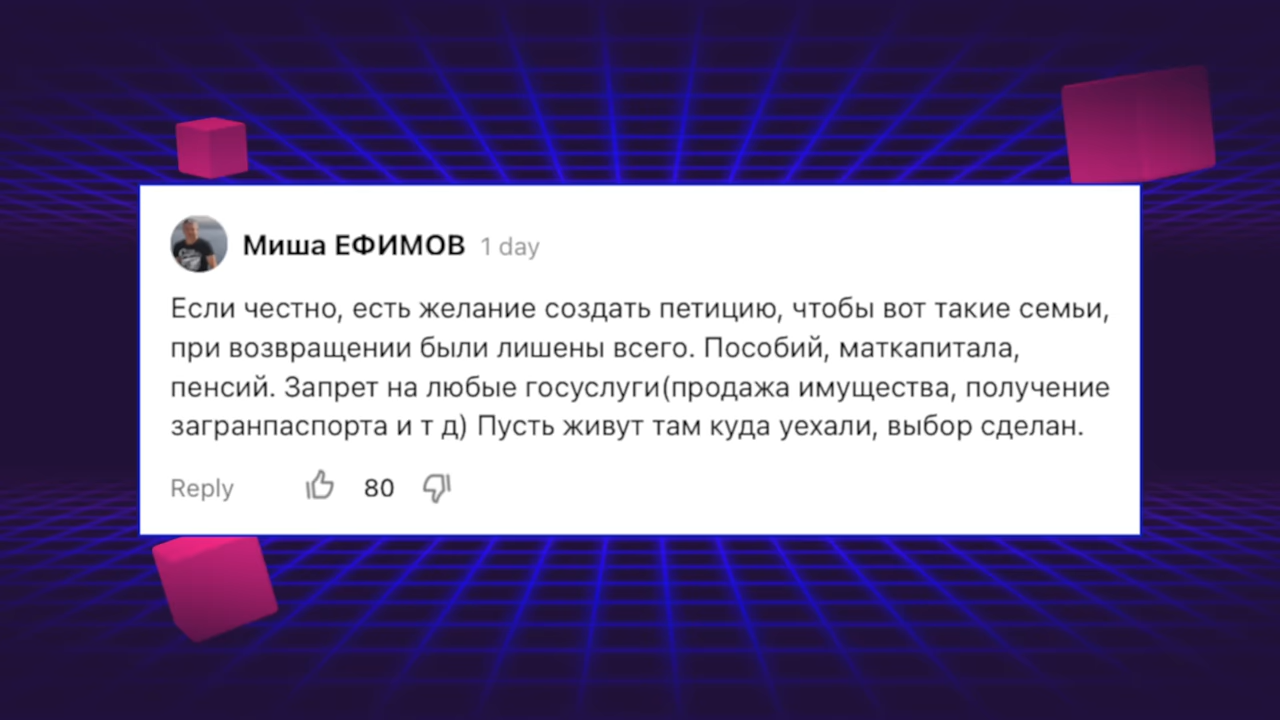 Миша ЕФИМОВ 1 day
Если честно, есть желание создать петицию, чтобы вот такие семьи,
при возвращении были лишены всего. Пособий, маткапитала,
пенсий. Запрет на любые госуслуги(продажа имущества, получение
загранпаспорта и т д) Пусть живут там куда уехали, выбор сделан.
Reply 80